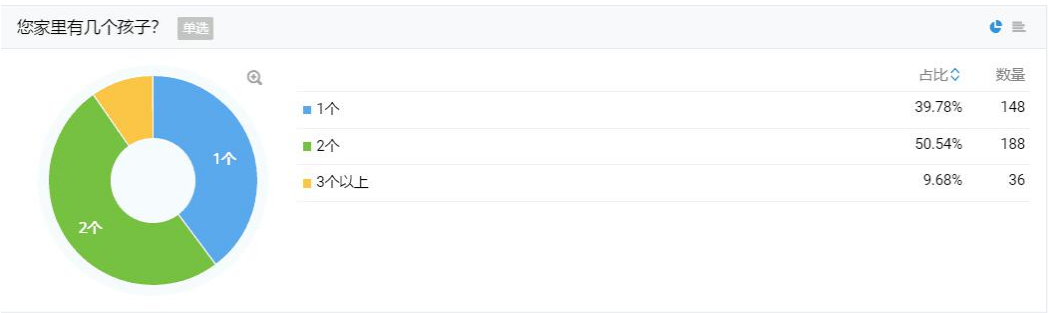 您家里有几个孩子? 单选
占比 数量
1个 39.78% 148
2个 50.54% 188
3个以上 9.68% 36
1个
2个